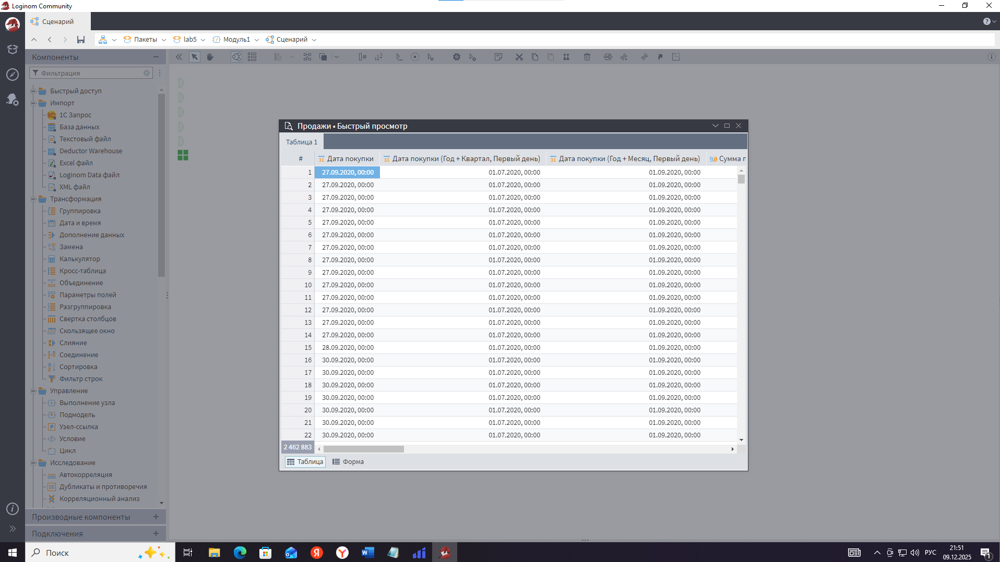 Loginom Community
Сценарий
Пакеты
lab5
Модуль1
Сценарий
Компоненты
Фильтрация
Быстрый доступ
Импорт
1С Запрос
База данных
Текстовый файл
Deductor Warehouse
Excel файл
Loginom Data файл
XML файл
Трансформация
Группировка
Дата и время
Дополнение данных
Замена
Калькулятор
Кросс-таблица
Объединение
Параметры полей
Разгруппировка
Свертка столбцов
Скользящее окно
Слияние
Соединение
Сортировка
Фильтр строк
Управление
Выполнение узла
Подмодель
Узел-ссылка
Условие
Цикл
Исследование
Автокорреляция
Дубликаты и противоречия
Корреляционный анализ
Производные компоненты
Подключения
Продажи • Быстрый просмотр
Таблица 1
# 31 Дата покупки 31 Дата покупки (Год + Квартал, Первый день) 31 Дата покупки (Год + Месяц, Первый день) 9.0 Сумма п
1 27.09.2020, 00:00 01.07.2020, 00:00 01.09.2020, 00:00
2 27.09.2020, 00:00 01.07.2020, 00:00 01.09.2020, 00:00
3 27.09.2020, 00:00 01.07.2020, 00:00 01.09.2020, 00:00
4 27.09.2020, 00:00 01.07.2020, 00:00 01.09.2020, 00:00
5 27.09.2020, 00:00 01.07.2020, 00:00 01.09.2020, 00:00
6 27.09.2020, 00:00 01.07.2020, 00:00 01.09.2020, 00:00
7 27.09.2020, 00:00 01.07.2020, 00:00 01.09.2020, 00:00
8 27.09.2020, 00:00 01.07.2020, 00:00 01.09.2020, 00:00
9 27.09.2020, 00:00 01.07.2020, 00:00 01.09.2020, 00:00
10 27.09.2020, 00:00 01.07.2020, 00:00 01.09.2020, 00:00
11 27.09.2020, 00:00 01.07.2020, 00:00 01.09.2020, 00:00
12 27.09.2020, 00:00 01.07.2020, 00:00 01.09.2020, 00:00
13 27.09.2020, 00:00 01.07.2020, 00:00 01.09.2020, 00:00
14 27.09.2020, 00:00 01.07.2020, 00:00 01.09.2020, 00:00
15 28.09.2020, 00:00 01.07.2020, 00:00 01.09.2020, 00:00
16 30.09.2020, 00:00 01.07.2020, 00:00 01.09.2020, 00:00
17 30.09.2020, 00:00 01.07.2020, 00:00 01.09.2020, 00:00
18 30.09.2020, 00:00 01.07.2020, 00:00 01.09.2020, 00:00
19 30.09.2020, 00:00 01.07.2020, 00:00 01.09.2020, 00:00
20 30.09.2020, 00:00 01.07.2020, 00:00 01.09.2020, 00:00
21 30.09.2020, 00:00 01.07.2020, 00:00 01.09.2020, 00:00
22 30.09.2020, 00:00 01.07.2020, 00:00 01.09.2020, 00:00
2 462 883
Таблица Форма
Поиск
РУС
21:51
09.12.2025
1